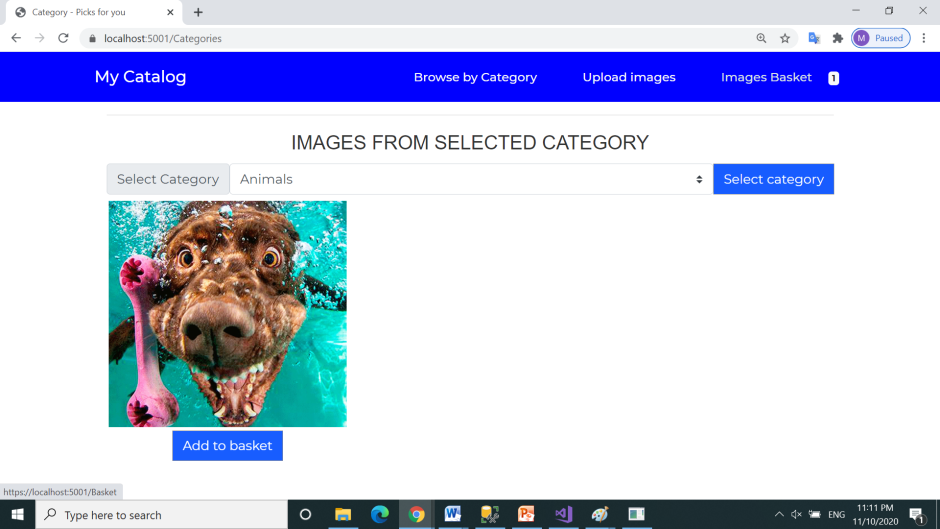 Category - Picks for you
localhost:5001/Categories
M Paused
My Catalog
Browse by Category
Upload images
Images Basket
1
IMAGES FROM SELECTED CATEGORY
Select Category
Animals
Select category
Add to basket
https://localhost:5001/Basket
Type here to search
ENG
11:11 PM
11/10/2020
1